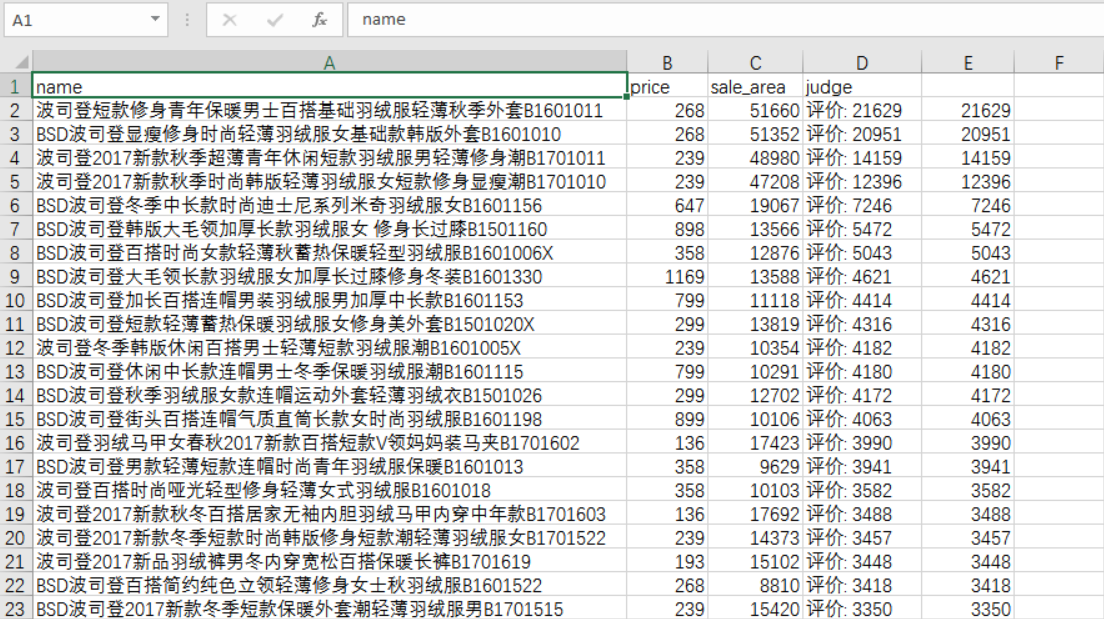 A1 fx name
A B C D E F
1 name price sale_area judge
2 波司登短款修身青年保暖男士百搭基础羽绒服轻薄秋季外套B1601011 268 51660 评价: 21629 21629
3 BSD波司登显瘦修身时尚轻薄羽绒服女基础款韩版外套B1601010 268 51352 评价: 20951 20951
4 波司登2017新款秋季超薄青年休闲短款羽绒服男轻薄修身潮B1701011 239 48980 评价: 14159 14159
5 波司登2017新款秋季时尚韩版轻薄羽绒服女短款修身显瘦潮B1701010 239 47208 评价: 12396 12396
6 BSD波司登冬季中长款时尚迪士尼系列米奇羽绒服女B1601156 647 19067 评价: 7246 7246
7 BSD波司登韩版大毛领加厚长款羽绒服女 修身长过膝B1501160 898 13566 评价: 5472 5472
8 BSD波司登百搭时尚女款轻薄秋蓄热保暖轻型羽绒服B1601006X 358 12876 评价: 5043 5043
9 BSD波司登大毛领长款羽绒服女加厚长过膝修身冬装B1601330 1169 13588 评价: 4621 4621
10 BSD波司登加长百搭连帽男装羽绒服男加厚中长款B1601153 799 11118 评价: 4414 4414
11 BSD波司登短款轻薄蓄热保暖羽绒服女修身美外套B1501020X 299 13819 评价: 4316 4316
12 波司登冬季韩版休闲百搭男士轻薄短款羽绒服潮B1601005X 239 10354 评价: 4182 4182
13 BSD波司登休闲中长款连帽男士冬季保暖羽绒服潮B1601115 799 10291 评价: 4180 4180
14 BSD波司登秋季羽绒服女款连帽运动外套轻薄羽绒衣B1501026 299 12702 评价: 4172 4172
15 BSD波司登街头百搭连帽气质直筒长款女时尚羽绒服B1601198 899 10106 评价: 4063 4063
16 波司登羽绒马甲女春秋2017新款百搭短款V领妈妈装马夹B1701602 136 17423 评价: 3990 3990
17 BSD波司登男款轻薄短款连帽时尚青年羽绒服保暖B1601013 358 9629 评价: 3941 3941
18 波司登百搭时尚哑光轻型修身轻薄女式羽绒服B1601018 358 10103 评价: 3582 3582
19 波司登2017新款秋冬百搭居家无袖内胆羽绒马甲内穿中年款B1701603 136 17692 评价: 3488 3488
20 波司登2017新款冬季短款时尚韩版修身短款潮轻薄羽绒服女B1701522 239 14373 评价: 3457 3457
21 波司登2017新品羽绒裤男冬内穿宽松百搭保暖长裤B1701619 193 15102 评价: 3448 3448
22 BSD波司登百搭简约纯色立领轻薄修身女士秋羽绒服B1601522 268 8810 评价: 3418 3418
23 BSD波司登2017新款冬季短款保暖外套潮轻薄羽绒服男B1701515 239 15420 评价: 3350 3350